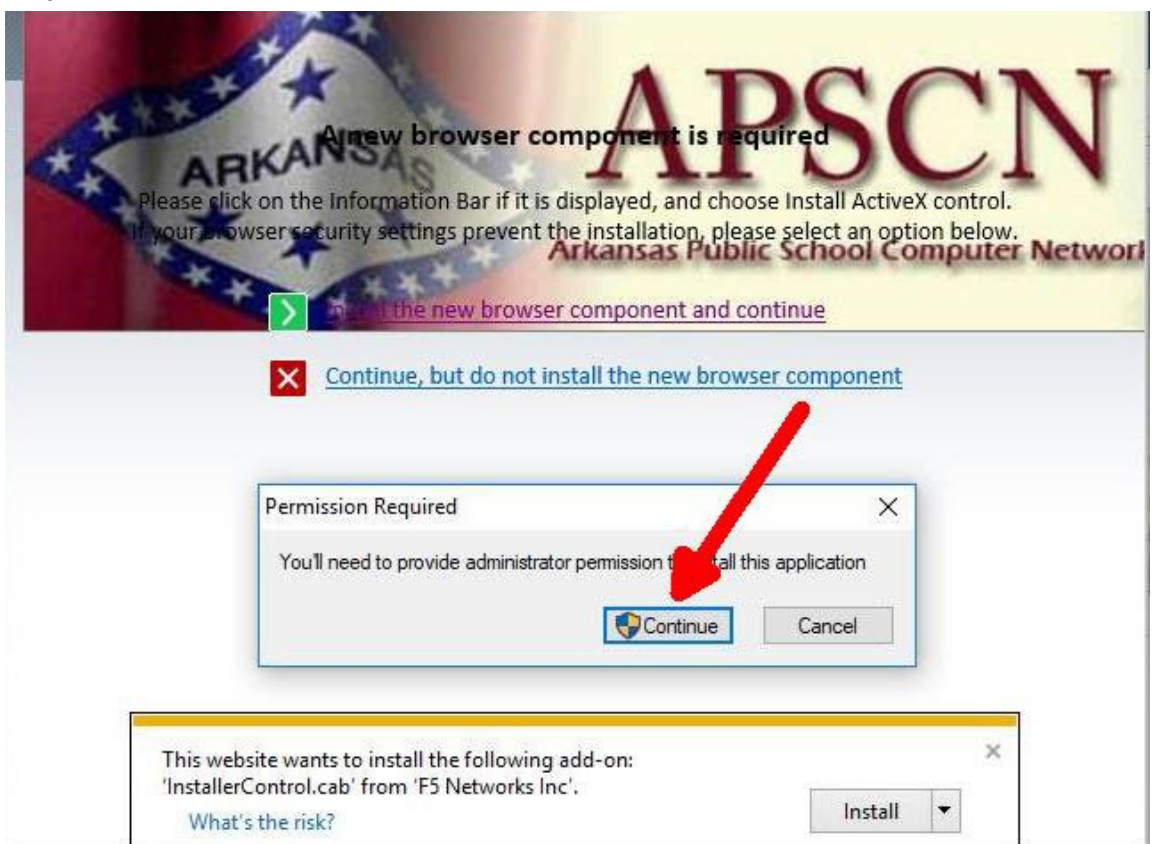 APSCN
ARKANSAS
A new browser component is required
Please click on the Information Bar if it is displayed, and choose Install ActiveX control.
If your browser security settings prevent the installation, please select an option below.
Arkansas Public School Computer Network
the new browser component and continue
Continue, but do not install the new browser component
Permission Required
You'll need to provide administrator permission this application
Continue
Cancel
This website wants to install the following add-on:
'InstallerControl.cab' from 'F5 Networks Inc'.
What's the risk?
Install